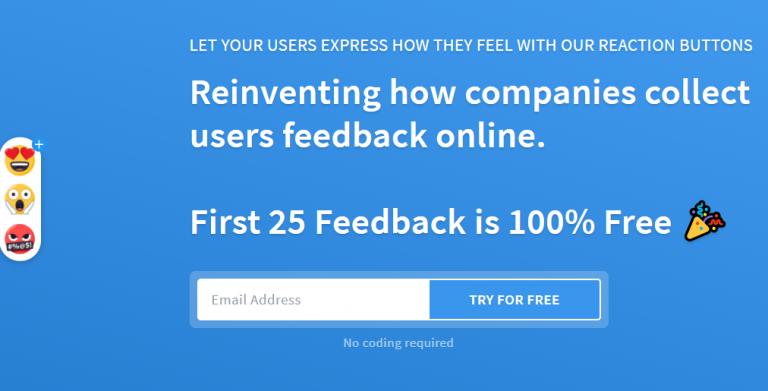 LET YOUR USERS EXPRESS HOW THEY FEEL WITH OUR REACTION BUTTONS
Reinventing how companies collect
users feedback online.
First 25 Feedback is 100% Free
Email Address
TRY FOR FREE
No coding required